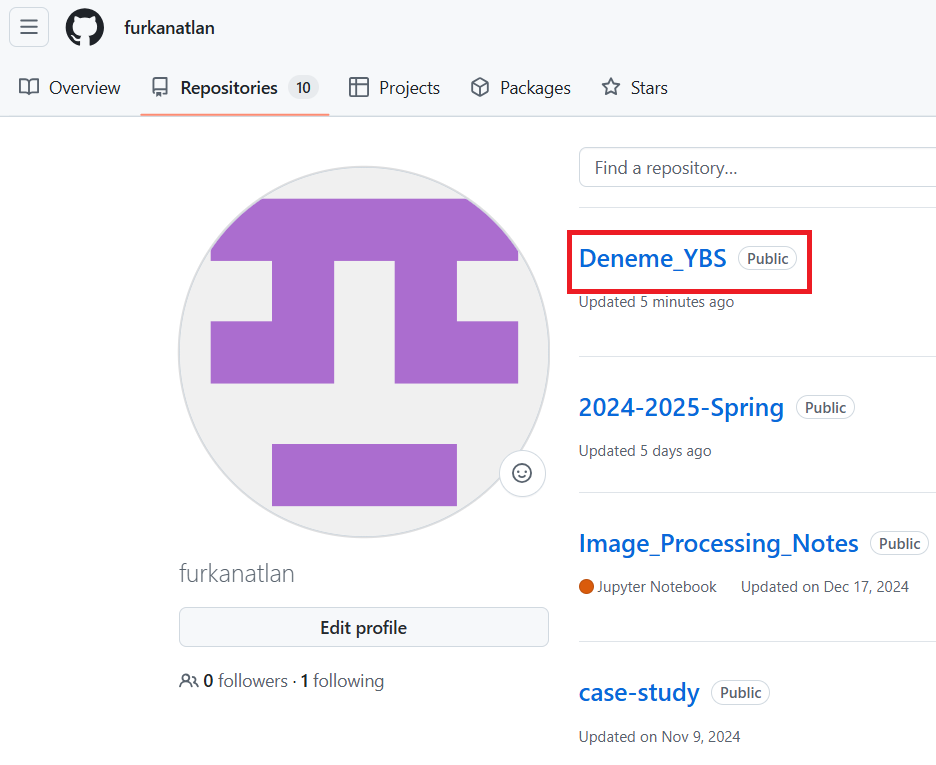 furkanatlan
Overview Repositories 10 Projects Packages Stars
Find a repository...
Deneme_YBS Public
Updated 5 minutes ago
2024-2025-Spring Public
Updated 5 days ago
Image_Processing_Notes Public
Jupyter Notebook Updated on Dec 17, 2024
case-study Public
Updated on Nov 9, 2024
furkanatlan
Edit profile
0 followers · 1 following